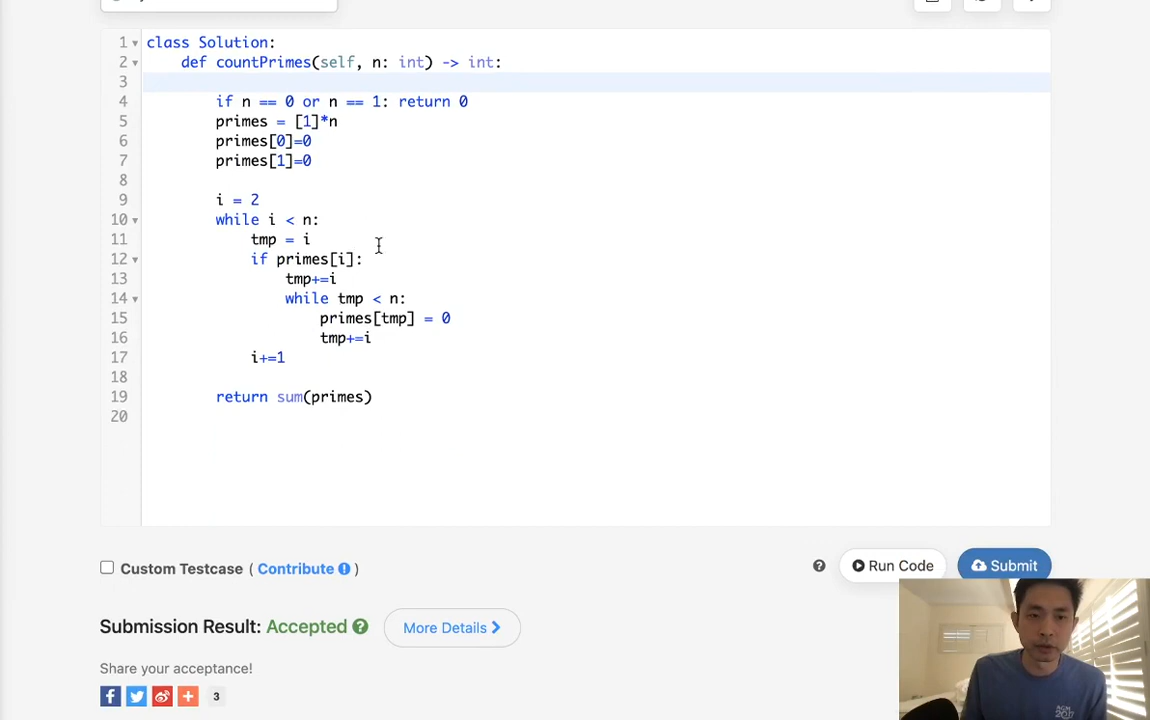 1 class Solution:
2 def countPrimes(self, n: int) -> int:
3
4 if n == 0 or n == 1: return 0
5 primes = [1]*n
6 primes[0]=0
7 primes[1]=0
8
9 i = 2
10 while i < n:
11 tmp = i
12 if primes[i]:
13 tmp+=i
14 while tmp < n:
15 primes[tmp] = 0
16 tmp+=i
17 i+=1
18
19 return sum(primes)
20
Custom Testcase ( Contribute ! )
? Run Code Submit
Submission Result: Accepted ? More Details >
Share your acceptance!
3